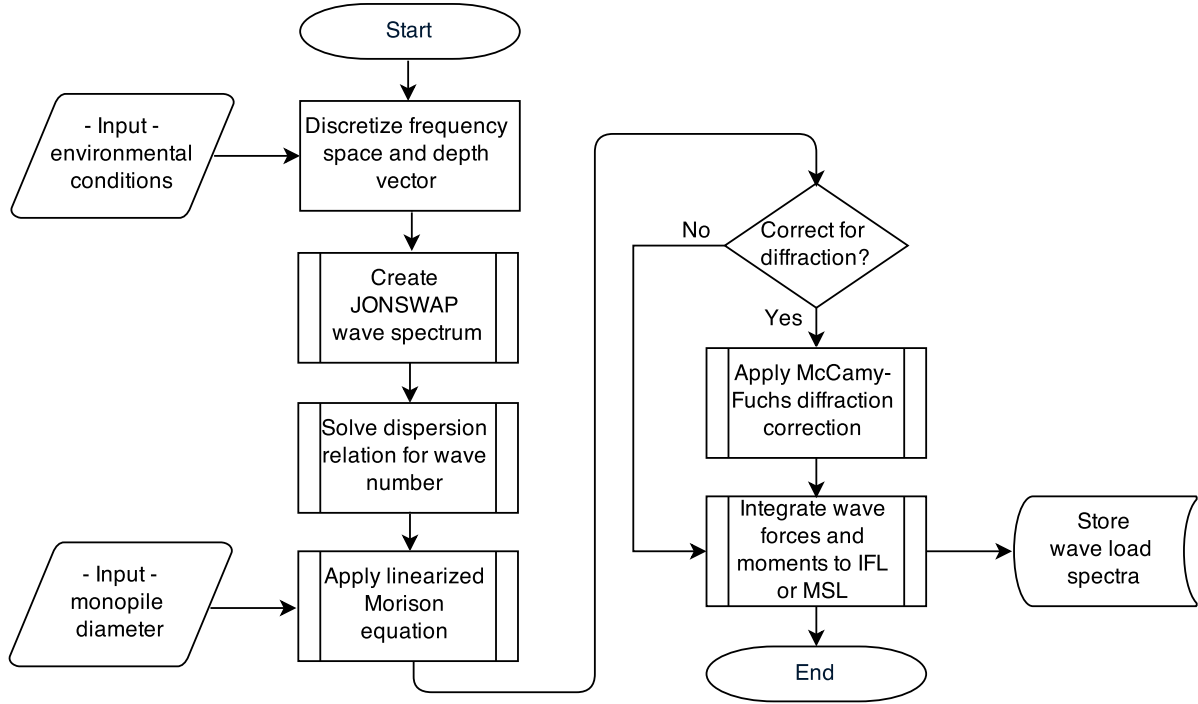 Start
- Input -
environmental
conditions
Discretize frequency
space and depth
vector
Create
JONSWAP
wave spectrum
Solve dispersion
relation for wave
number
- Input -
monopile
diameter
Apply linearized
Morison
equation
Correct for
diffraction?
No
Yes
Apply McCamy-
Fuchs diffraction
correction
Integrate wave
forces and
moments to IFL
or MSL
Store
wave load
spectra
End